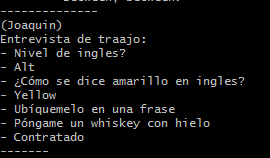 --------------
(Joaquin)
Entrevista de traajo:
- Nivel de ingles?
- Alt
- ¿Cómo se dice amarillo en ingles?
- Yellow
- Ubíquemelo en una frase
- Póngame un whiskey con hielo
- Contratado
-------